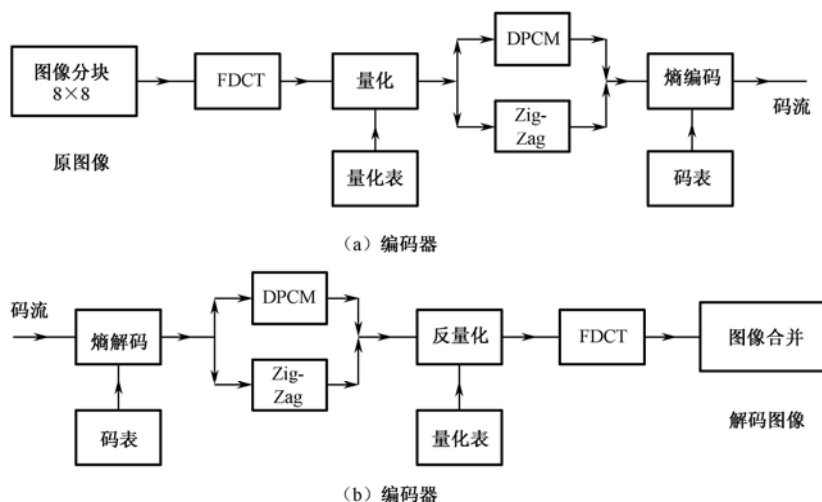 图像分块
8×8
FDCT
量化
DPCM
Zig-
Zag
熵编码
码流
原图像
量化表
码表
（a）编码器
码流
熵解码
DPCM
Zig-
Zag
反量化
FDCT
图像合并
码表
量化表
解码图像
（b）编码器